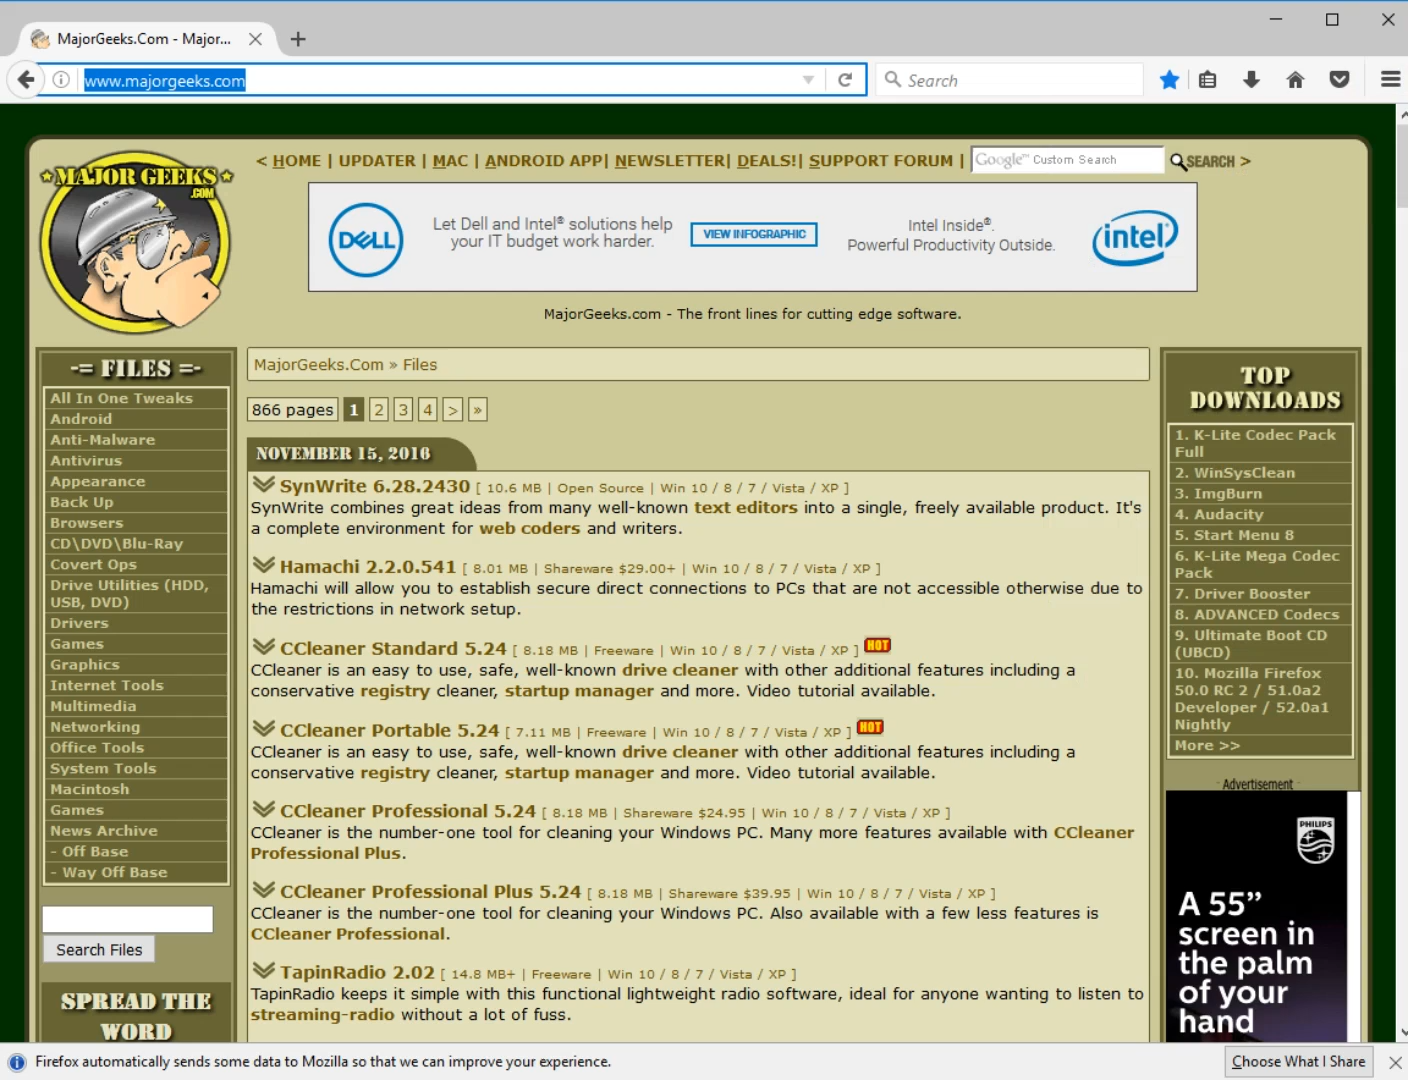 MajorGeeks.Com - Major...
www.majorgeeks.com
Search
MAJOR GEEKS
.COM
< HOME | UPDATER | MAC | ANDROID APP| NEWSLETTER| DEALS!| SUPPORT FORUM |
Google™ Custom Search
SEARCH >
DELL
Let Dell and Intel® solutions help
your IT budget work harder.
VIEW INFOGRAPHIC
Intel Inside®.
Powerful Productivity Outside.
intel
MajorGeeks.com - The front lines for cutting edge software.
-= FILES =-
All In One Tweaks
Android
Anti-Malware
Antivirus
Appearance
Back Up
Browsers
CD\DVD\Blu-Ray
Covert Ops
Drive Utilities (HDD,
USB, DVD)
Drivers
Games
Graphics
Internet Tools
Multimedia
Networking
Office Tools
System Tools
Macintosh
Games
News Archive
- Off Base
- Way Off Base
Search Files
SPREAD THE
WORD
MajorGeeks.Com » Files
866 pages 1 2 3 4 > »
NOVEMBER 15, 2016
SynWrite 6.28.2430 [ 10.6 MB | Open Source | Win 10 / 8 / 7 / Vista / XP ]
SynWrite combines great ideas from many well-known text editors into a single, freely available product. It's
a complete environment for web coders and writers.
Hamachi 2.2.0.541 [ 8.01 MB | Shareware $29.00+ | Win 10 / 8 / 7 / Vista / XP ]
Hamachi will allow you to establish secure direct connections to PCs that are not accessible otherwise due to
the restrictions in network setup.
CCleaner Standard 5.24 [ 8.18 MB | Freeware | Win 10 / 8 / 7 / Vista / XP ] HOT
CCleaner is an easy to use, safe, well-known drive cleaner with other additional features including a
conservative registry cleaner, startup manager and more. Video tutorial available.
CCleaner Portable 5.24 [ 7.11 MB | Freeware | Win 10 / 8 / 7 / Vista / XP ] HOT
CCleaner is an easy to use, safe, well-known drive cleaner with other additional features including a
conservative registry cleaner, startup manager and more. Video tutorial available.
CCleaner Professional 5.24 [ 8.18 MB | Shareware $24.95 | Win 10 / 8 / 7 / Vista / XP ]
CCleaner is the number-one tool for cleaning your Windows PC. Many more features available with CCleaner
Professional Plus.
CCleaner Professional Plus 5.24 [ 8.18 MB | Shareware $39.95 | Win 10 / 8 / 7 / Vista / XP ]
CCleaner is the number-one tool for cleaning your Windows PC. Also available with a few less features is
CCleaner Professional.
TapinRadio 2.02 [ 14.8 MB+ | Freeware | Win 10 / 8 / 7 / Vista / XP ]
TapinRadio keeps it simple with this functional lightweight radio software, ideal for anyone wanting to listen to
streaming-radio without a lot of fuss.
TOP
DOWNLOADS
1. K-Lite Codec Pack
Full
2. WinSysClean
3. ImgBurn
4. Audacity
5. Start Menu 8
6. K-Lite Mega Codec
Pack
7. Driver Booster
8. ADVANCED Codecs
9. Ultimate Boot CD
(UBCD)
10. Mozilla Firefox
50.0 RC 2 / 51.0a2
Developer / 52.0a1
Nightly
More >>
- Advertisement -
PHILIPS
A 55”
screen in
the palm
of your
hand
Firefox automatically sends some data to Mozilla so that we can improve your experience.
Choose What I Share